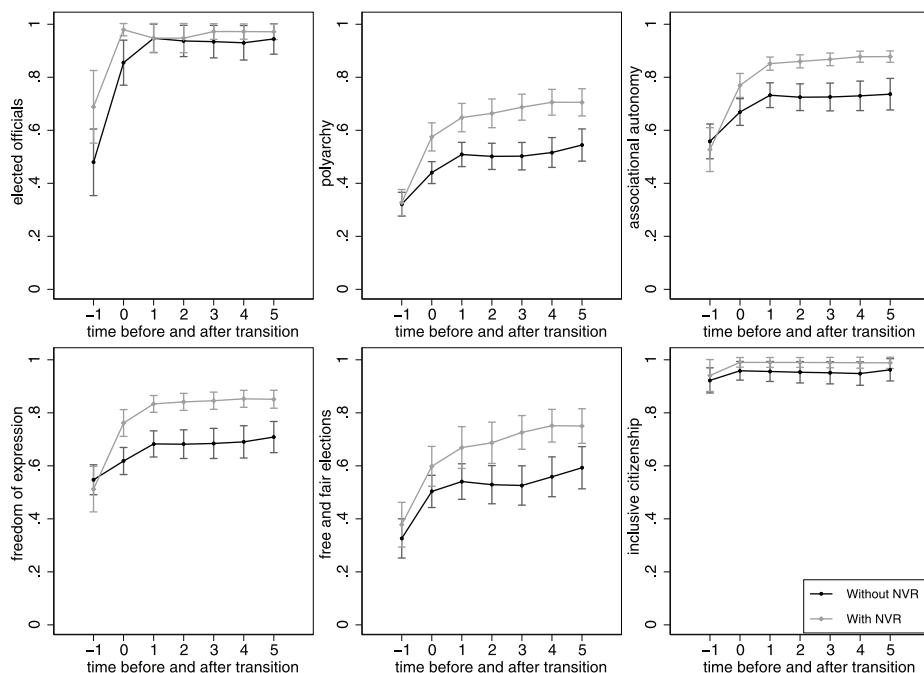 elected officials
0 .2 .4 .6 .8 1
−1 0 1 2 3 4 5
time before and after transition
polyarchy
0 .2 .4 .6 .8 1
−1 0 1 2 3 4 5
time before and after transition
associational autonomy
0 .2 .4 .6 .8 1
−1 0 1 2 3 4 5
time before and after transition
freedom of expression
0 .2 .4 .6 .8 1
−1 0 1 2 3 4 5
time before and after transition
free and fair elections
0 .2 .4 .6 .8 1
−1 0 1 2 3 4 5
time before and after transition
inclusive citizenship
0 .2 .4 .6 .8 1
−1 0 1 2 3 4 5
time before and after transition
Without NVR
With NVR